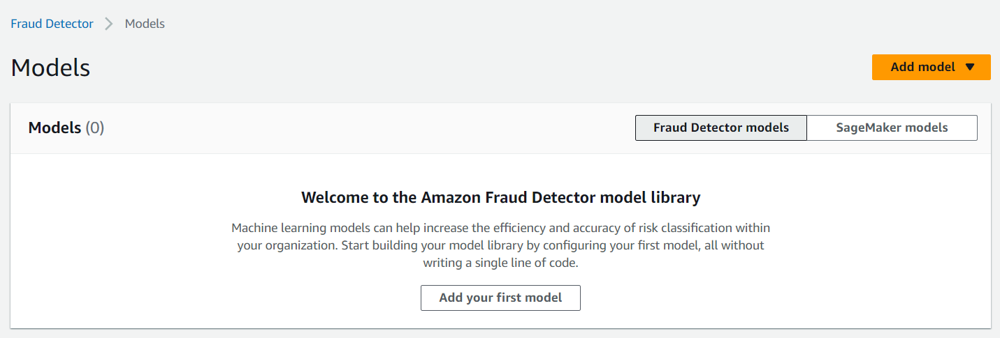 Fraud Detector > Models
Models
Add model
Models (0)
Fraud Detector models
SageMaker models
Welcome to the Amazon Fraud Detector model library
Machine learning models can help increase the efficiency and accuracy of risk classification within
your organization. Start building your model library by configuring your first model, all without
writing a single line of code.
Add your first model